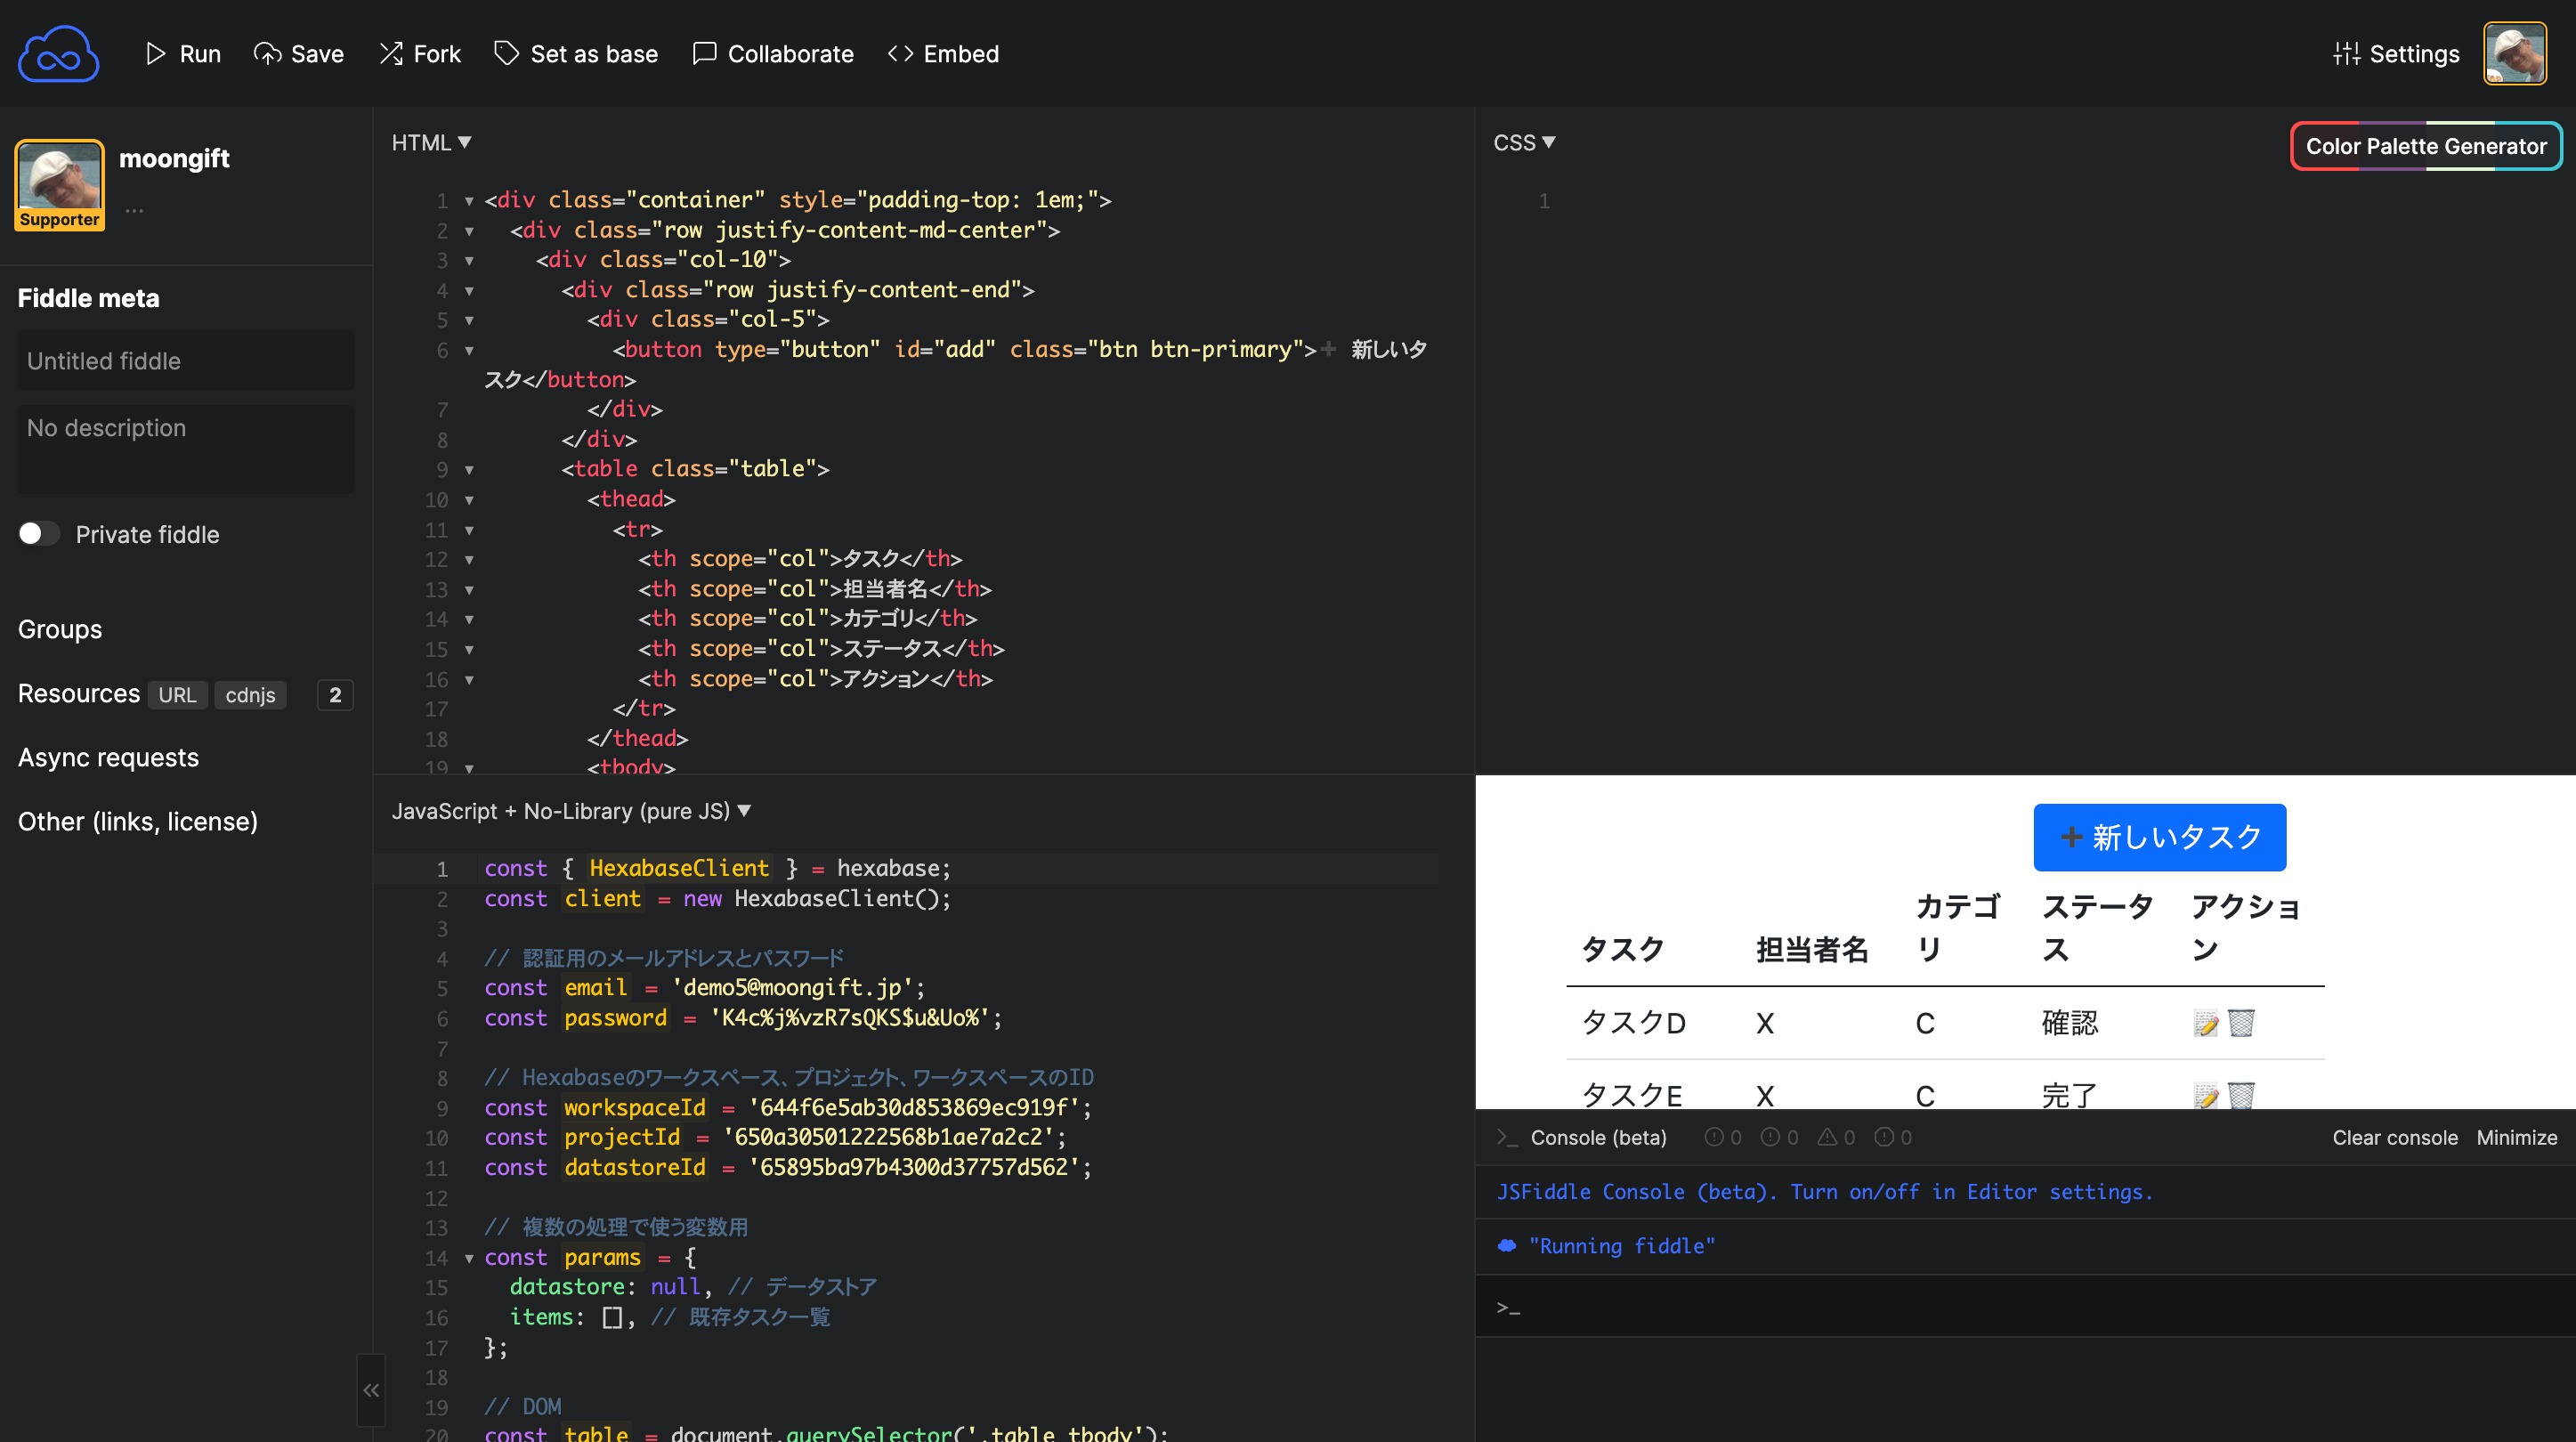 Run Save Fork Set as base Collaborate Embed Settings
moongift
...
Supporter
Fiddle meta
Untitled fiddle
No description
Private fiddle
Groups
Resources URL cdnjs 2
Async requests
Other (links, license)
HTML ▼
1 ▼ <div class="container" style="padding-top: 1em;">
2 ▼ <div class="row justify-content-md-center">
3 ▼ <div class="col-10">
4 ▼ <div class="row justify-content-end">
5 ▼ <div class="col-5">
6 ▼ <button type="button" id="add" class="btn btn-primary">➕ 新しいタ
スク</button>
7 </div>
8 </div>
9 ▼ <table class="table">
10 ▼ <thead>
11 ▼ <tr>
12 ▼ <th scope="col">タスク</th>
13 ▼ <th scope="col">担当者名</th>
14 ▼ <th scope="col">カテゴリ</th>
15 ▼ <th scope="col">ステータス</th>
16 ▼ <th scope="col">アクション</th>
17 </tr>
18 </thead>
19 ▼ <tbody>
JavaScript + No-Library (pure JS) ▼
1 const { HexabaseClient } = hexabase;
2 const client = new HexabaseClient();
3
4 // 認証用のメールアドレスとパスワード
5 const email = 'demo5@moongift.jp';
6 const password = 'K4c%j%vzR7sQKS$u&Uo%';
7
8 // Hexabaseのワークスペース、プロジェクト、ワークスペースのID
9 const workspaceId = '644f6e5ab30d853869ec919f';
10 const projectId = '650a30501222568b1ae7a2c2';
11 const datastoreId = '65895ba97b4300d37757d562';
12
13 // 複数の処理で使う変数用
14 ▼ const params = {
15 datastore: null, // データストア
16 items: [], // 既存タスク一覧
17 };
18
19 // DOM
20 const table = document.querySelector('.table tbody');
CSS ▼
Color Palette Generator
1
➕ 新しいタスク
タスク 担当者名 カテゴリ ステータス アクション
タスクD X C 確認 📝🗑️
タスクE X C 完了 📝🗑️
>_ Console (beta) 0 0 0 0 Clear console Minimize
JSFiddle Console (beta). Turn on/off in Editor settings.
"Running fiddle"
>_